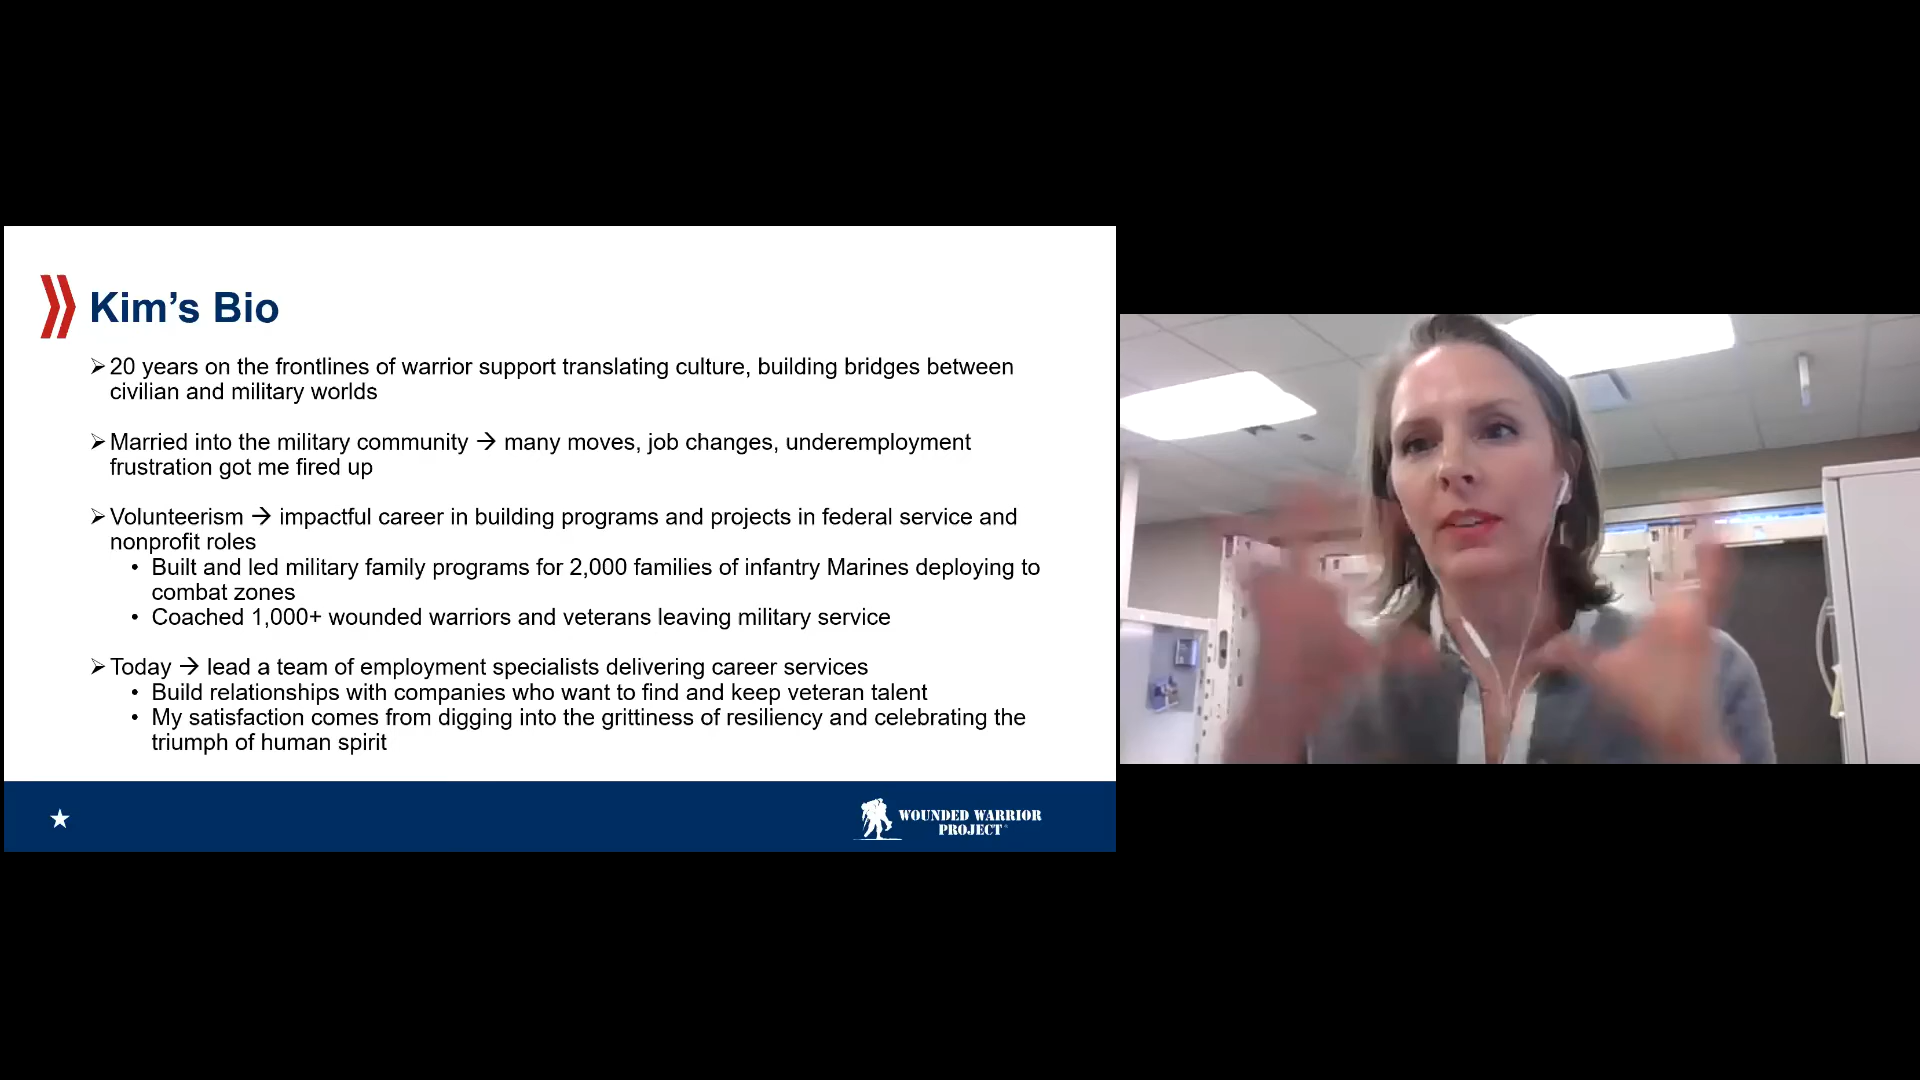 Kim's Bio
➢ 20 years on the frontlines of warrior support translating culture, building bridges between
civilian and military worlds
➢ Married into the military community → many moves, job changes, underemployment
frustration got me fired up
➢ Volunteerism → impactful career in building programs and projects in federal service and
nonprofit roles
• Built and led military family programs for 2,000 families of infantry Marines deploying to
combat zones
• Coached 1,000+ wounded warriors and veterans leaving military service
➢ Today → lead a team of employment specialists delivering career services
• Build relationships with companies who want to find and keep veteran talent
• My satisfaction comes from digging into the grittiness of resiliency and celebrating the
triumph of human spirit
WOUNDED WARRIOR
PROJECT